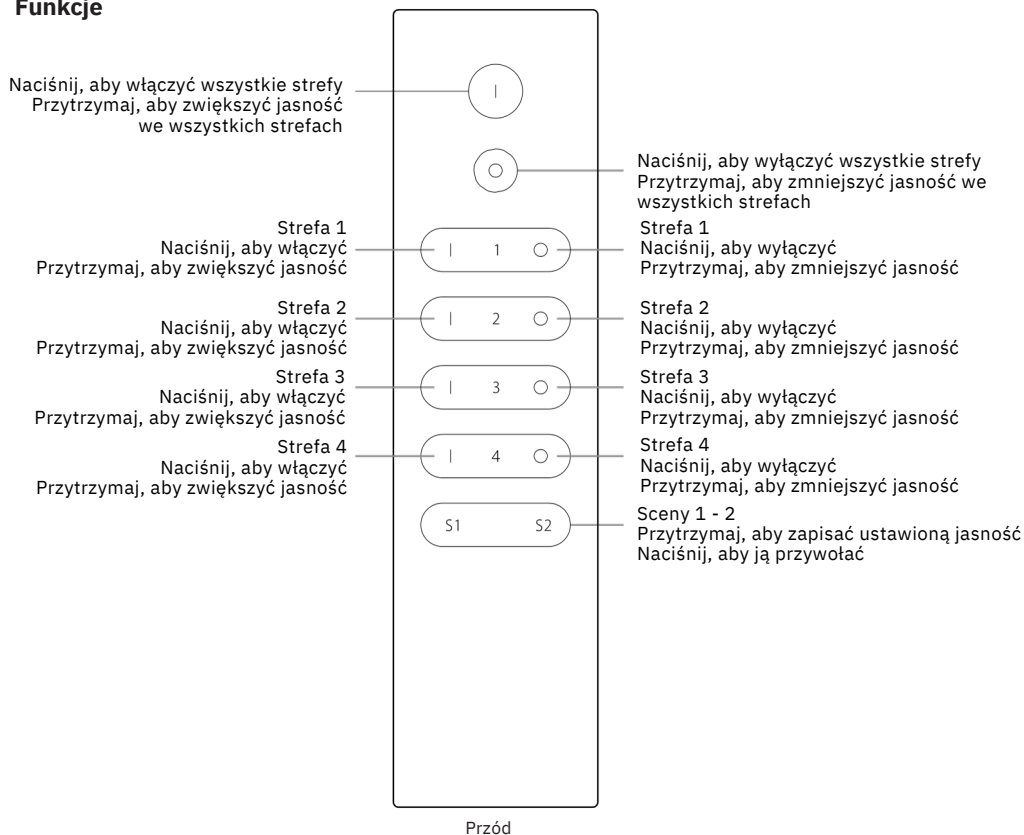 Funkcje
Naciśnij, aby włączyć wszystkie strefy
Przytrzymaj, aby zwiększyć jasność
we wszystkich strefach
|
Naciśnij, aby wyłączyć wszystkie strefy
Przytrzymaj, aby zmniejszyć jasność we
wszystkich strefach
Strefa 1
Naciśnij, aby włączyć
Przytrzymaj, aby zwiększyć jasność
| 1 O
Strefa 1
Naciśnij, aby wyłączyć
Przytrzymaj, aby zmniejszyć jasność
Strefa 2
Naciśnij, aby włączyć
Przytrzymaj, aby zwiększyć jasność
| 2 O
Strefa 2
Naciśnij, aby wyłączyć
Przytrzymaj, aby zmniejszyć jasność
Strefa 3
Naciśnij, aby włączyć
Przytrzymaj, aby zwiększyć jasność
| 3 O
Strefa 3
Naciśnij, aby wyłączyć
Przytrzymaj, aby zmniejszyć jasność
Strefa 4
Naciśnij, aby włączyć
Przytrzymaj, aby zwiększyć jasność
| 4 O
Strefa 4
Naciśnij, aby wyłączyć
Przytrzymaj, aby zmniejszyć jasność
S1 S2
Sceny 1 - 2
Przytrzymaj, aby zapisać ustawioną jasność
Naciśnij, aby ją przywołać
Przód